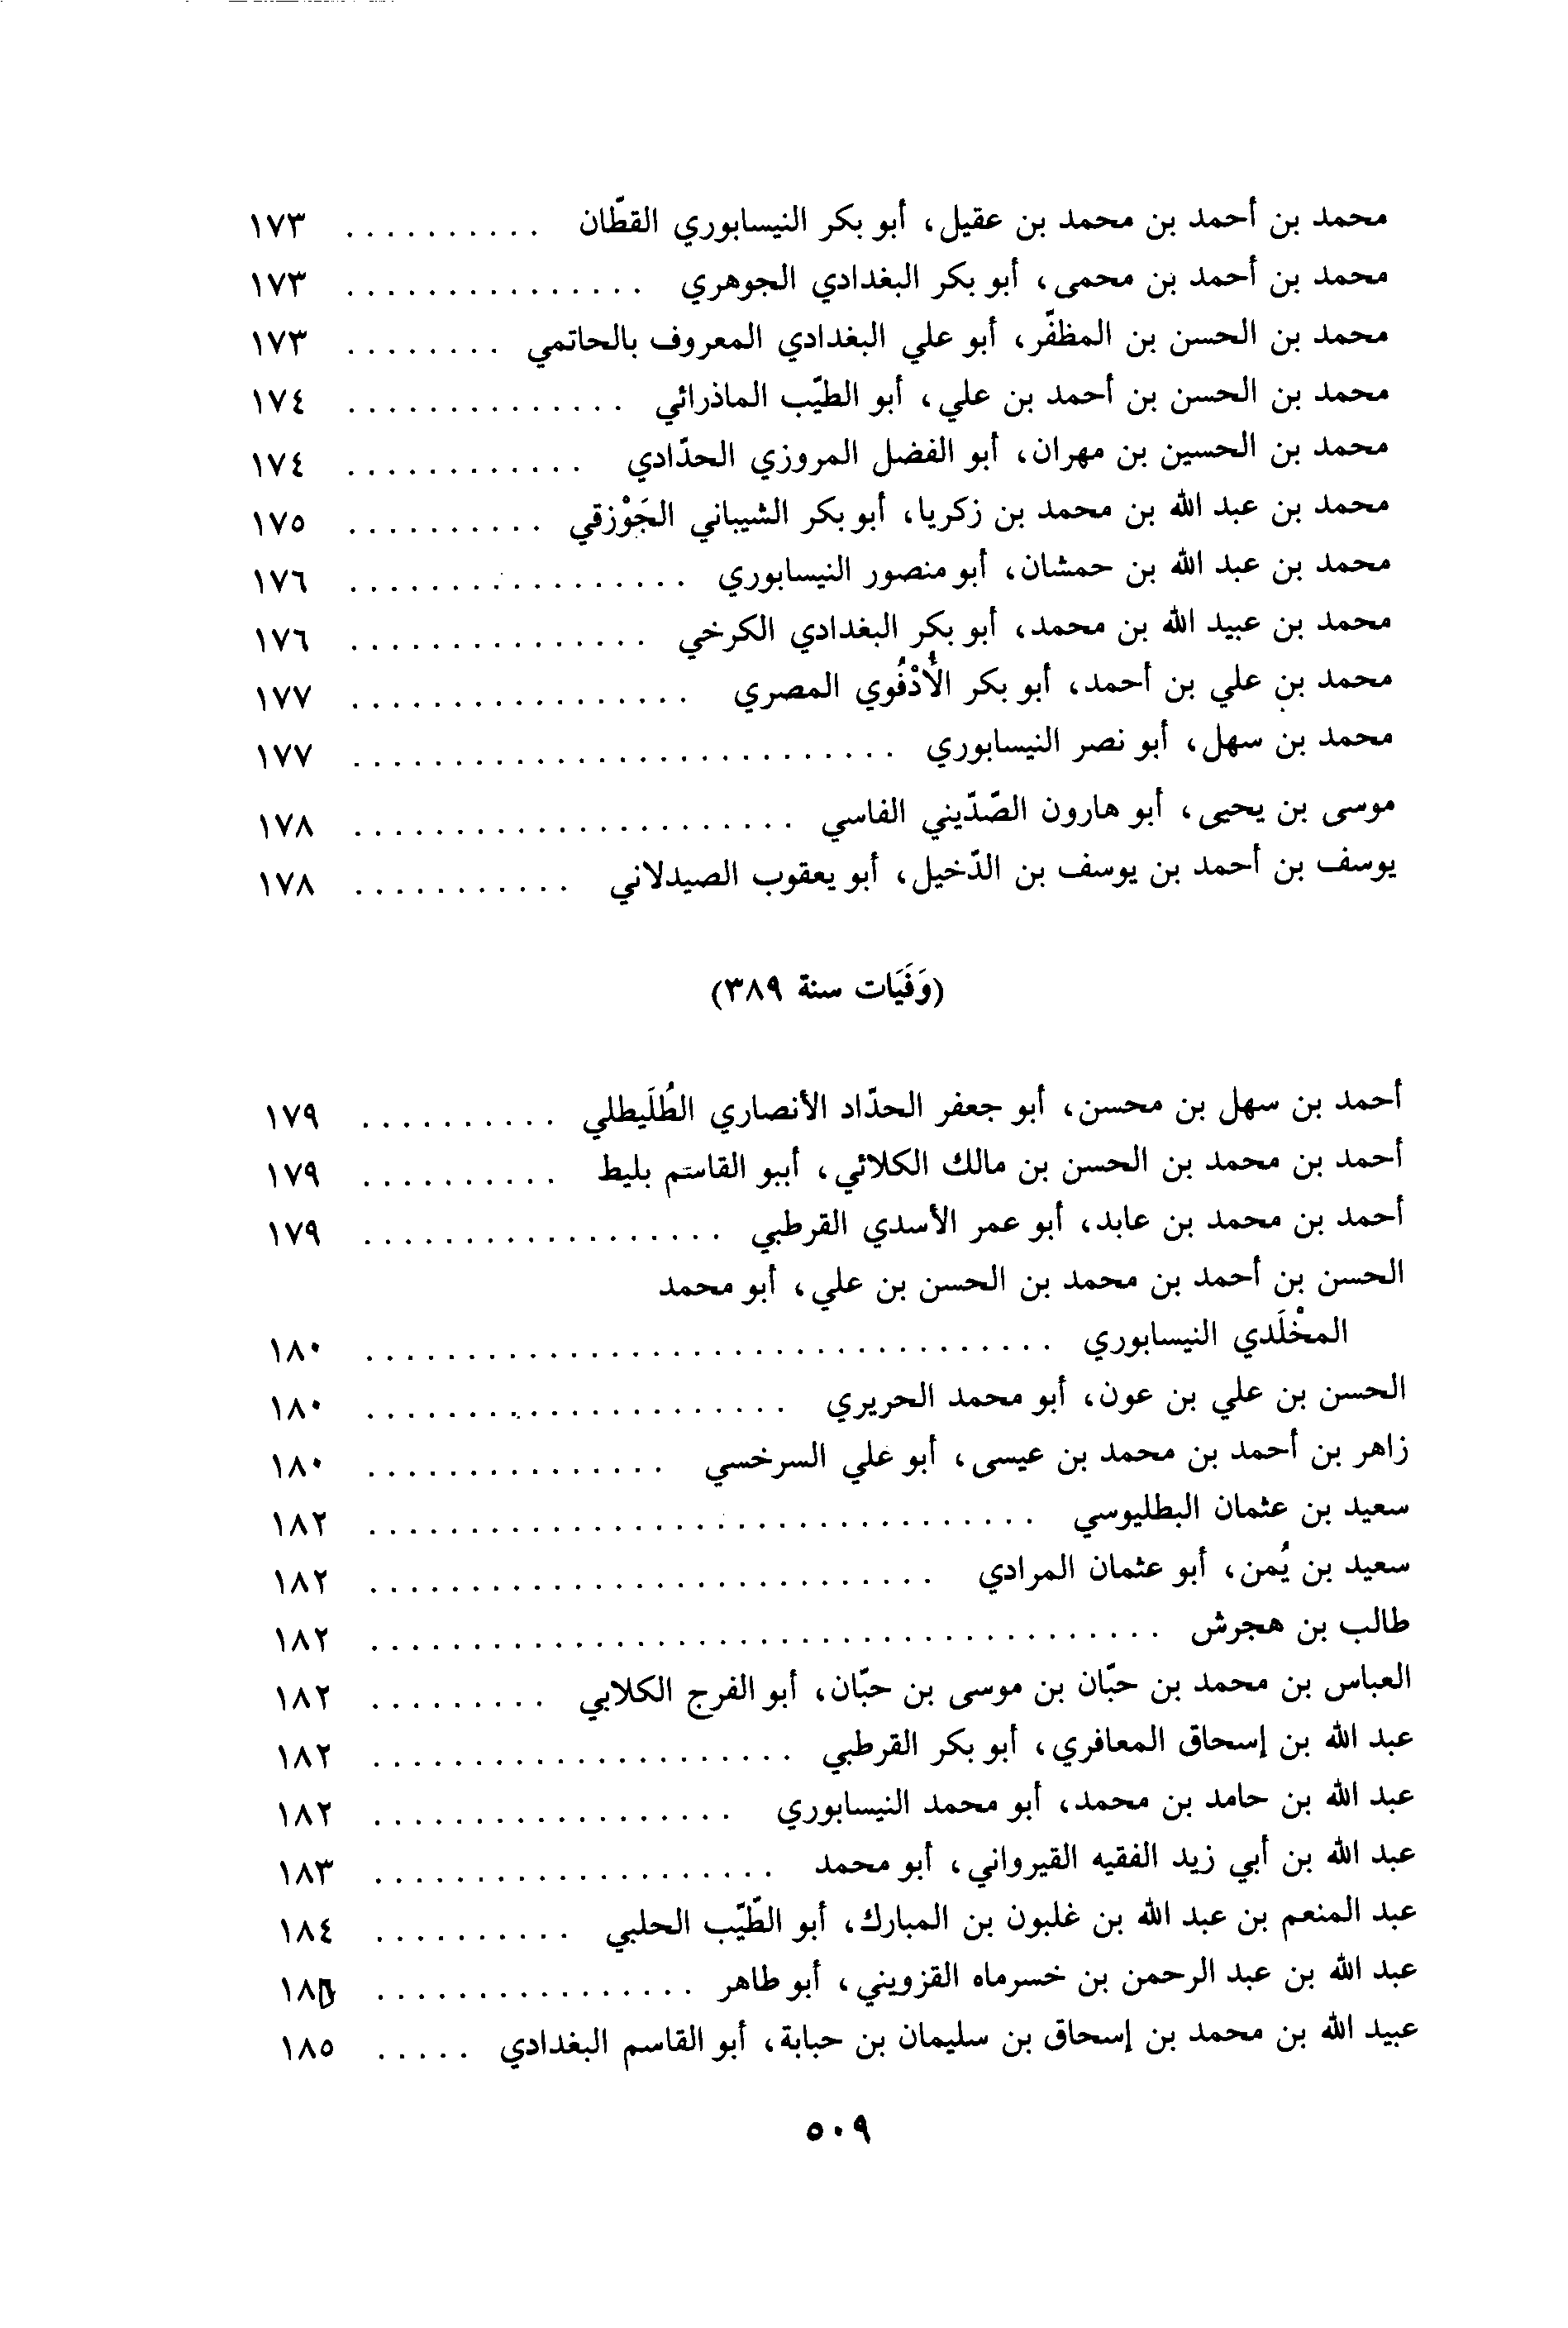 محمد بن أحمد بن محمد بن عقيل، أبو بكر النيسابوري القطّان .......... ١٧٣
محمد بن أحمد بن محمى، أبو بكر البغدادي الجوهري ............... ١٧٣
محمد بن الحسن بن المظفّر، أبو علي البغدادي المعروف بالحاتمي ........ ١٧٣
محمد بن الحسن بن أحمد بن علي، أبو الطيّب الماذرائي .............. ١٧٤
محمد بن الحسين بن مهران، أبو الفضل المروزي الحدّادي ............ ١٧٤
محمد بن عبد الله بن محمد بن زكريا، أبو بكر الشيباني الجَوْزقي .......... ١٧٥
محمد بن عبد الله بن حمشان، أبو منصور النيسابوري ................. ١٧٦
محمد بن عبيد الله بن محمد، أبو بكر البغدادي الكرخي ............... ١٧٦
محمد بن علي بن أحمد، أبو بكر الأُدْفُوي المصري ................. ١٧٧
محمد بن سهل، أبو نصر النيسابوري ........................... ١٧٧
موسى بن يحيى، أبو هارون الصّدّيني الفاسي ...................... ١٧٨
يوسف بن أحمد بن يوسف بن الدّخيل، أبو يعقوب الصيدلاني ........... ١٧٨
(وَفَيَات سنة ٣٨٩)
أحمد بن سهل بن محسن، أبو جعفر الحدّاد الأنصاري الطُلَيطلي .......... ١٧٩
أحمد بن محمد بن الحسن بن مالك الكلائي، أببو القاسم بليط .......... ١٧٩
أحمد بن محمد بن عابد، أبو عمر الأسدي القرطبي .................. ١٧٩
الحسن بن أحمد بن محمد بن الحسن بن علي، أبو محمد
المخْلَدي النيسابوري .................................. ١٨٠
الحسن بن علي بن عون، أبو محمد الحريري ..................... ١٨٠
زاهر بن أحمد بن محمد بن عيسى، أبو علي السرخسي ............... ١٨٠
سعيد بن عثمان البطليوسي ................................. ١٨٢
سعيد بن يُمن، أبو عثمان المرادي ............................ ١٨٢
طالب بن هجرش ....................................... ١٨٢
العباس بن محمد بن حبّان بن موسى بن حبّان، أبو الفرج الكلابي ......... ١٨٢
عبد الله بن إسحاق المعافري، أبو بكر القرطبي ..................... ١٨٢
عبد الله بن حامد بن محمد، أبو محمد النيسابوري .................. ١٨٢
عبد الله بن أبي زيد الفقيه القيرواني، أبو محمد .................... ١٨٣
عبد المنعم بن عبد الله بن غلبون بن المبارك، أبو الطّيّب الحلبي .......... ١٨٤
عبد الله بن عبد الرحمن بن خسرماه القزويني، أبو طاهر ................
عبيد الله بن محمد بن إسحاق بن سليمان بن حبابة، أبو القاسم البغدادي ..... ١٨٥
٥٠٩